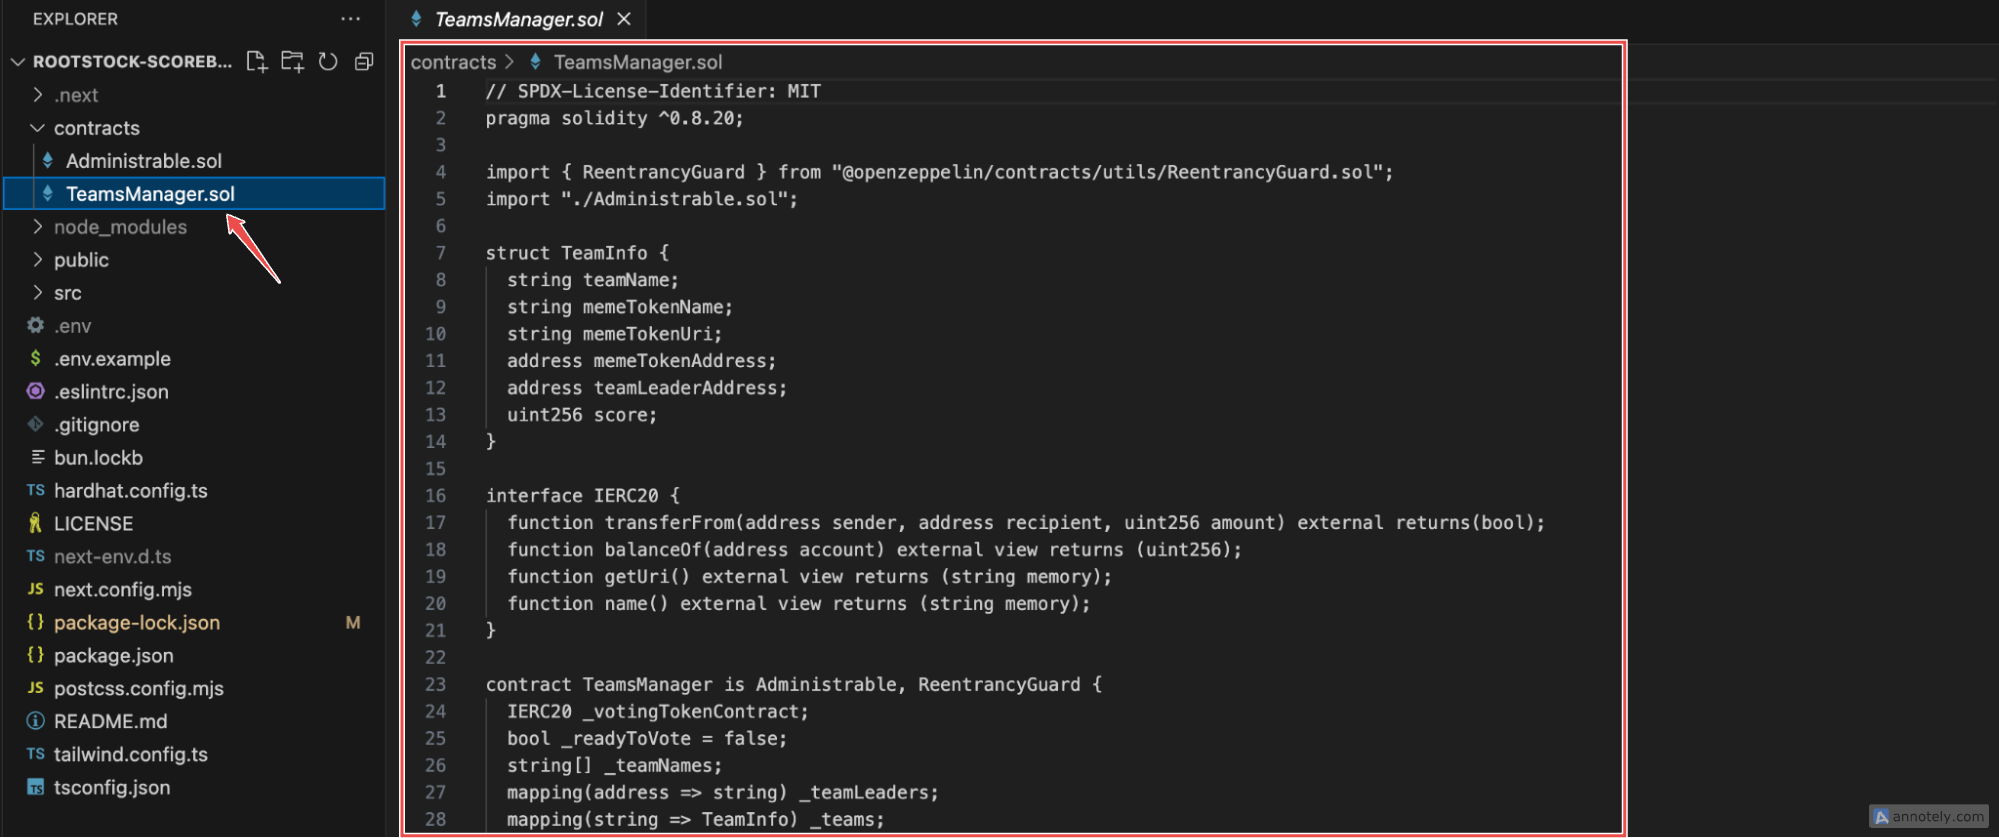 EXPLORER
ROOTSTOCK-SCOREB...
.next
contracts
Administrable.sol
TeamsManager.sol
node_modules
public
src
.env
$ .env.example
.eslintrc.json
.gitignore
bun.lockb
TS hardhat.config.ts
LICENSE
TS next-env.d.ts
JS next.config.mjs
{} package-lock.json M
{} package.json
JS postcss.config.mjs
README.md
TS tailwind.config.ts
TS tsconfig.json
TeamsManager.sol
contracts > TeamsManager.sol
1 // SPDX-License-Identifier: MIT
2 pragma solidity ^0.8.20;
3
4 import { ReentrancyGuard } from "@openzeppelin/contracts/utils/ReentrancyGuard.sol";
5 import "./Administrable.sol";
6
7 struct TeamInfo {
8 string teamName;
9 string memeTokenName;
10 string memeTokenUri;
11 address memeTokenAddress;
12 address teamLeaderAddress;
13 uint256 score;
14 }
15
16 interface IERC20 {
17 function transferFrom(address sender, address recipient, uint256 amount) external returns(bool);
18 function balanceOf(address account) external view returns (uint256);
19 function getUri() external view returns (string memory);
20 function name() external view returns (string memory);
21 }
22
23 contract TeamsManager is Administrable, ReentrancyGuard {
24 IERC20 _votingTokenContract;
25 bool _readyToVote = false;
26 string[] _teamNames;
27 mapping(address => string) _teamLeaders;
28 mapping(string => TeamInfo) _teams;
annotely.com